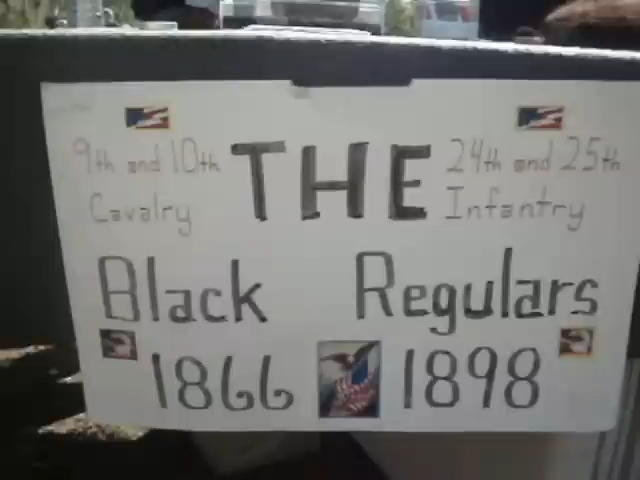 9th and 10th THE 24th and 25th
Cavalry Infantry
Black Regulars
1866 1898